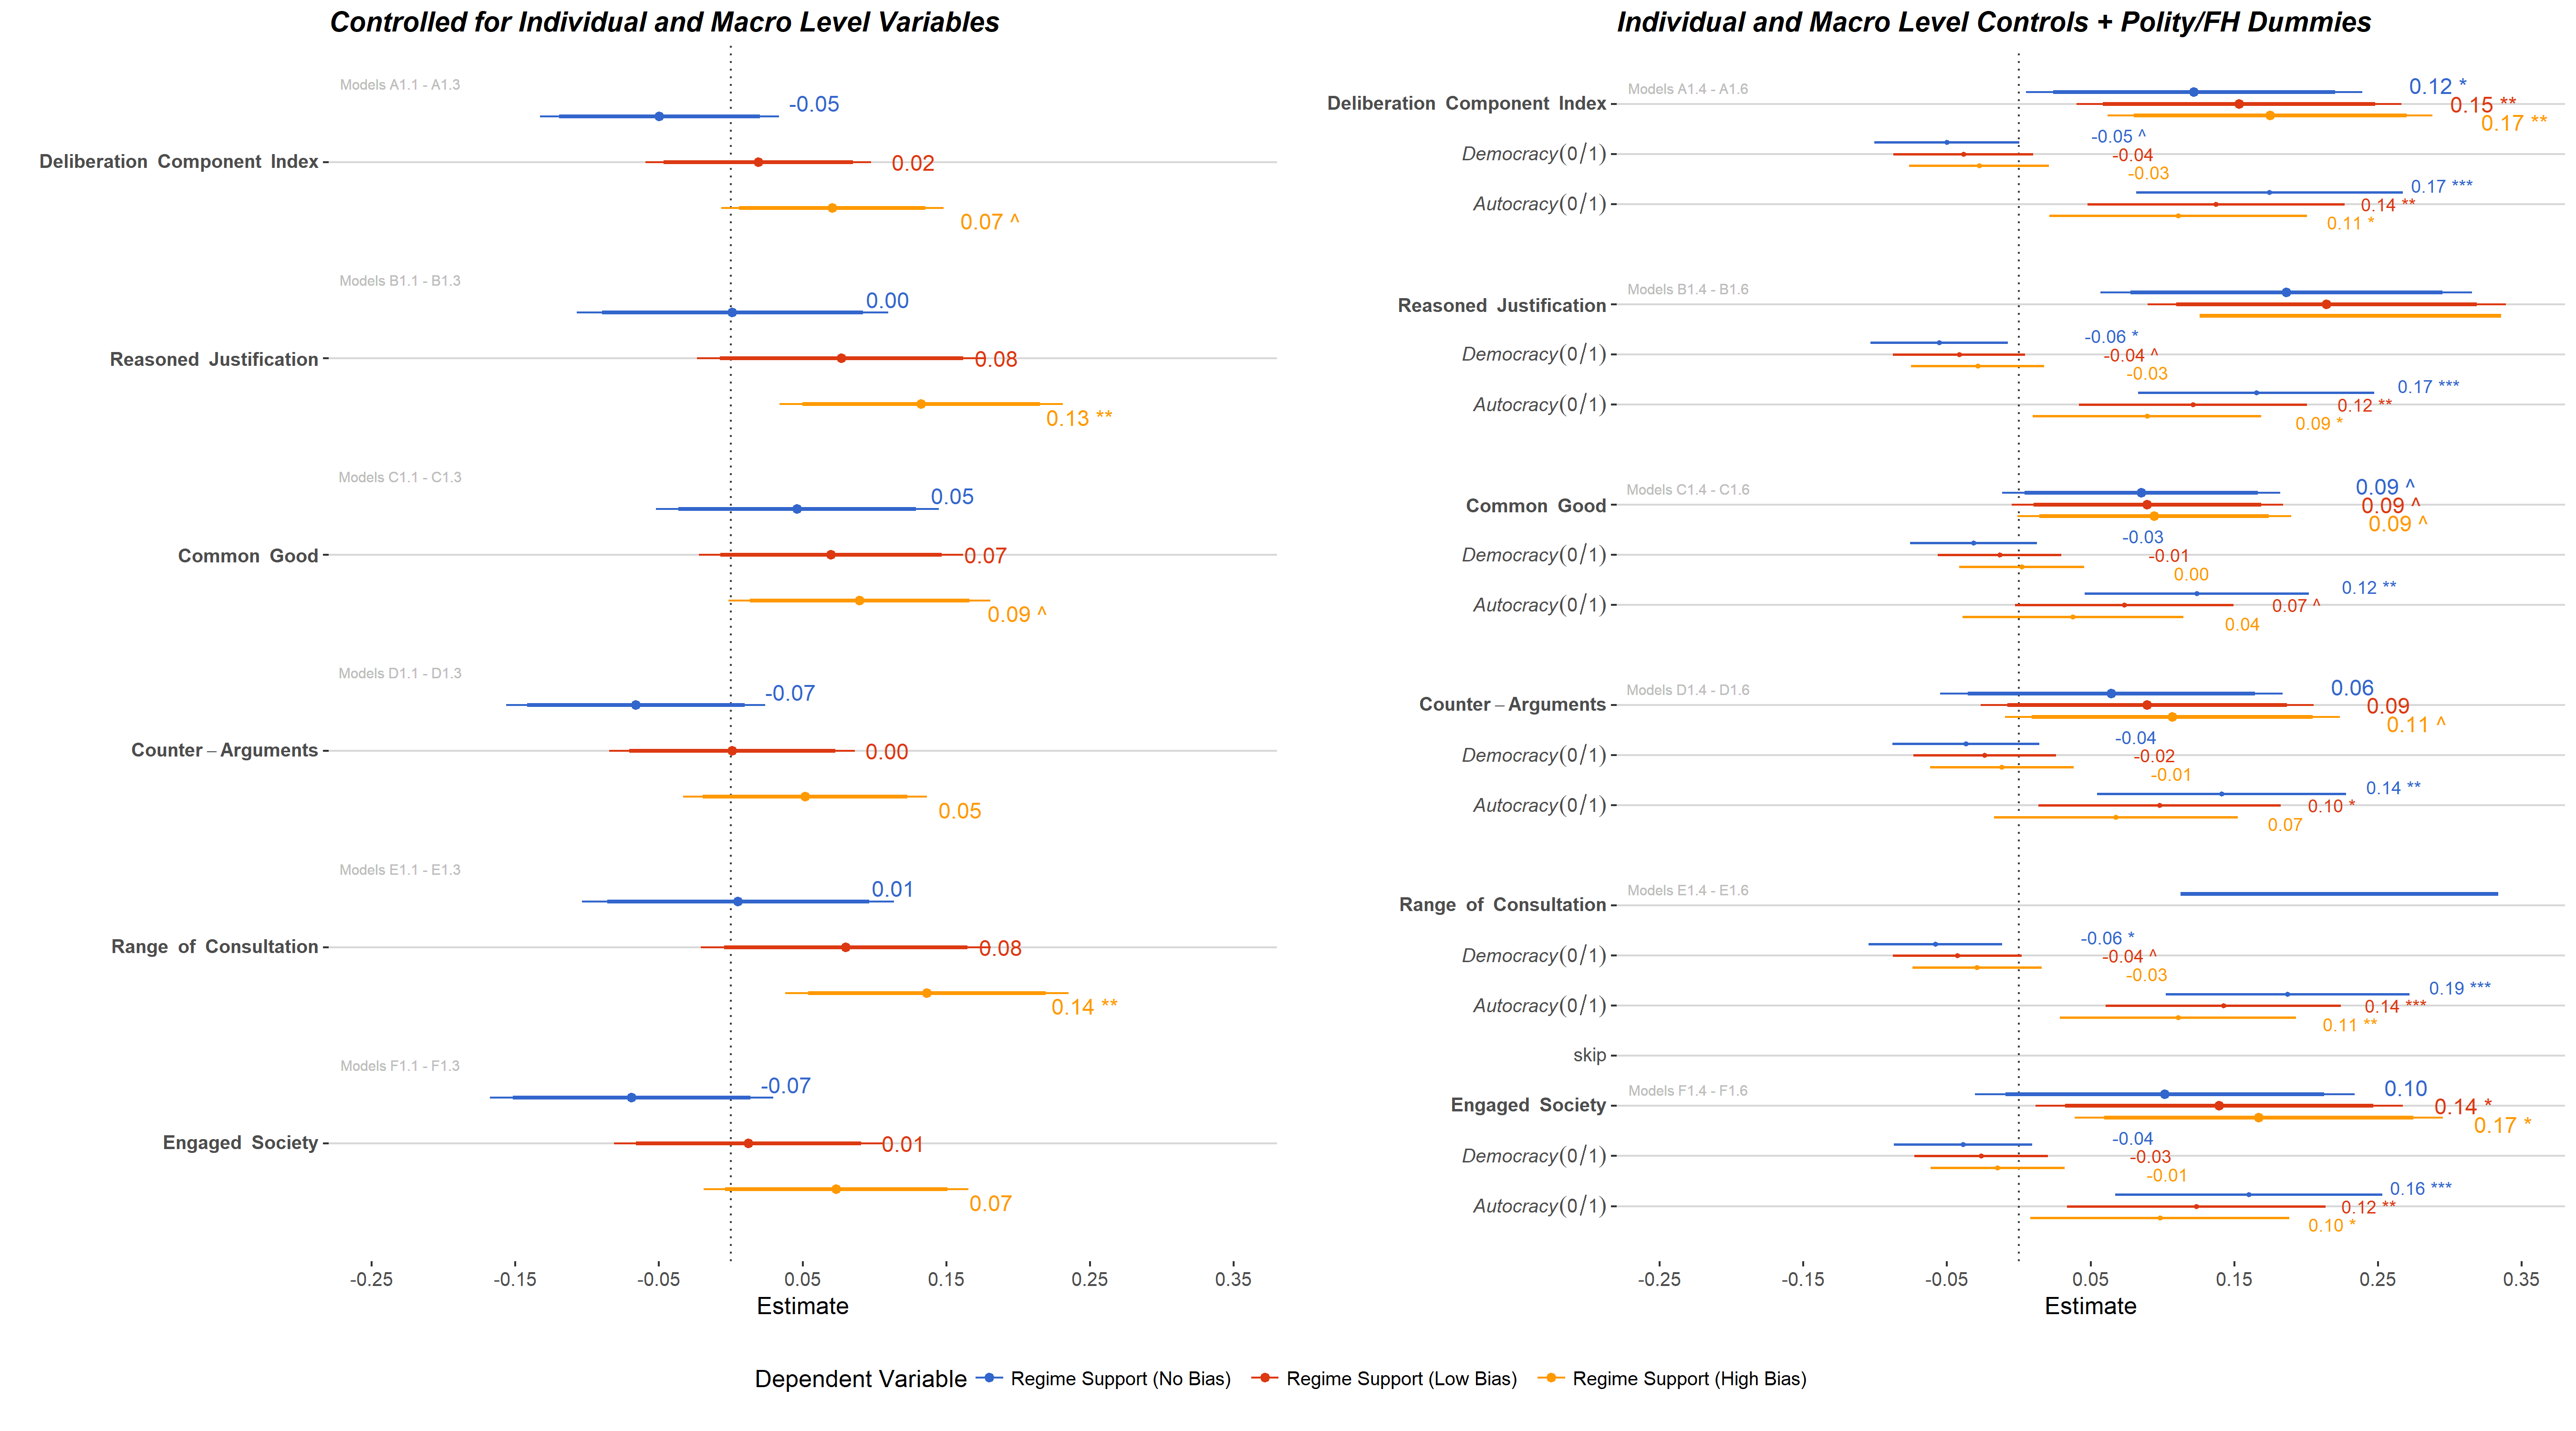 Controlled for Individual and Macro Level Variables
Models A1.1 - A1.3
-0.05
Deliberation Component Index
0.02
0.07 ^
Models B1.1 - B1.3
0.00
Reasoned Justification
0.08
0.13 **
Models C1.1 - C1.3
0.05
Common Good
0.07
0.09 ^
Models D1.1 - D1.3
-0.07
Counter–Arguments
0.00
0.05
Models E1.1 - E1.3
0.01
Range of Consultation
0.08
0.14 **
Models F1.1 - F1.3
-0.07
Engaged Society
0.01
0.07
-0.25 -0.15 -0.05 0.05 0.15 0.25 0.35
Estimate
Individual and Macro Level Controls + Polity/FH Dummies
Models A1.4 - A1.6
0.12 *
Deliberation Component Index
0.15 **
0.17 **
-0.05 ^
Democracy(0/1)
-0.04
-0.03
0.17 ***
Autocracy(0/1)
0.14 **
0.11 *
Models B1.4 - B1.6
Reasoned Justification
-0.06 *
Democracy(0/1)
-0.04 ^
-0.03
0.17 ***
Autocracy(0/1)
0.12 **
0.09 *
Models C1.4 - C1.6
0.09 ^
Common Good
0.09 ^
0.09 ^
-0.03
Democracy(0/1)
-0.01
0.00
0.12 **
Autocracy(0/1)
0.07 ^
0.04
Models D1.4 - D1.6
0.06
Counter–Arguments
0.09
0.11 ^
-0.04
Democracy(0/1)
-0.02
-0.01
0.14 **
Autocracy(0/1)
0.10 *
0.07
Models E1.4 - E1.6
Range of Consultation
-0.06 *
Democracy(0/1)
-0.04 ^
-0.03
0.19 ***
Autocracy(0/1)
0.14 ***
0.11 **
skip
Models F1.4 - F1.6
0.10
Engaged Society
0.14 *
0.17 *
-0.04
Democracy(0/1)
-0.03
-0.01
0.16 ***
Autocracy(0/1)
0.12 **
0.10 *
-0.25 -0.15 -0.05 0.05 0.15 0.25 0.35
Estimate
Dependent Variable Regime Support (No Bias) Regime Support (Low Bias) Regime Support (High Bias)